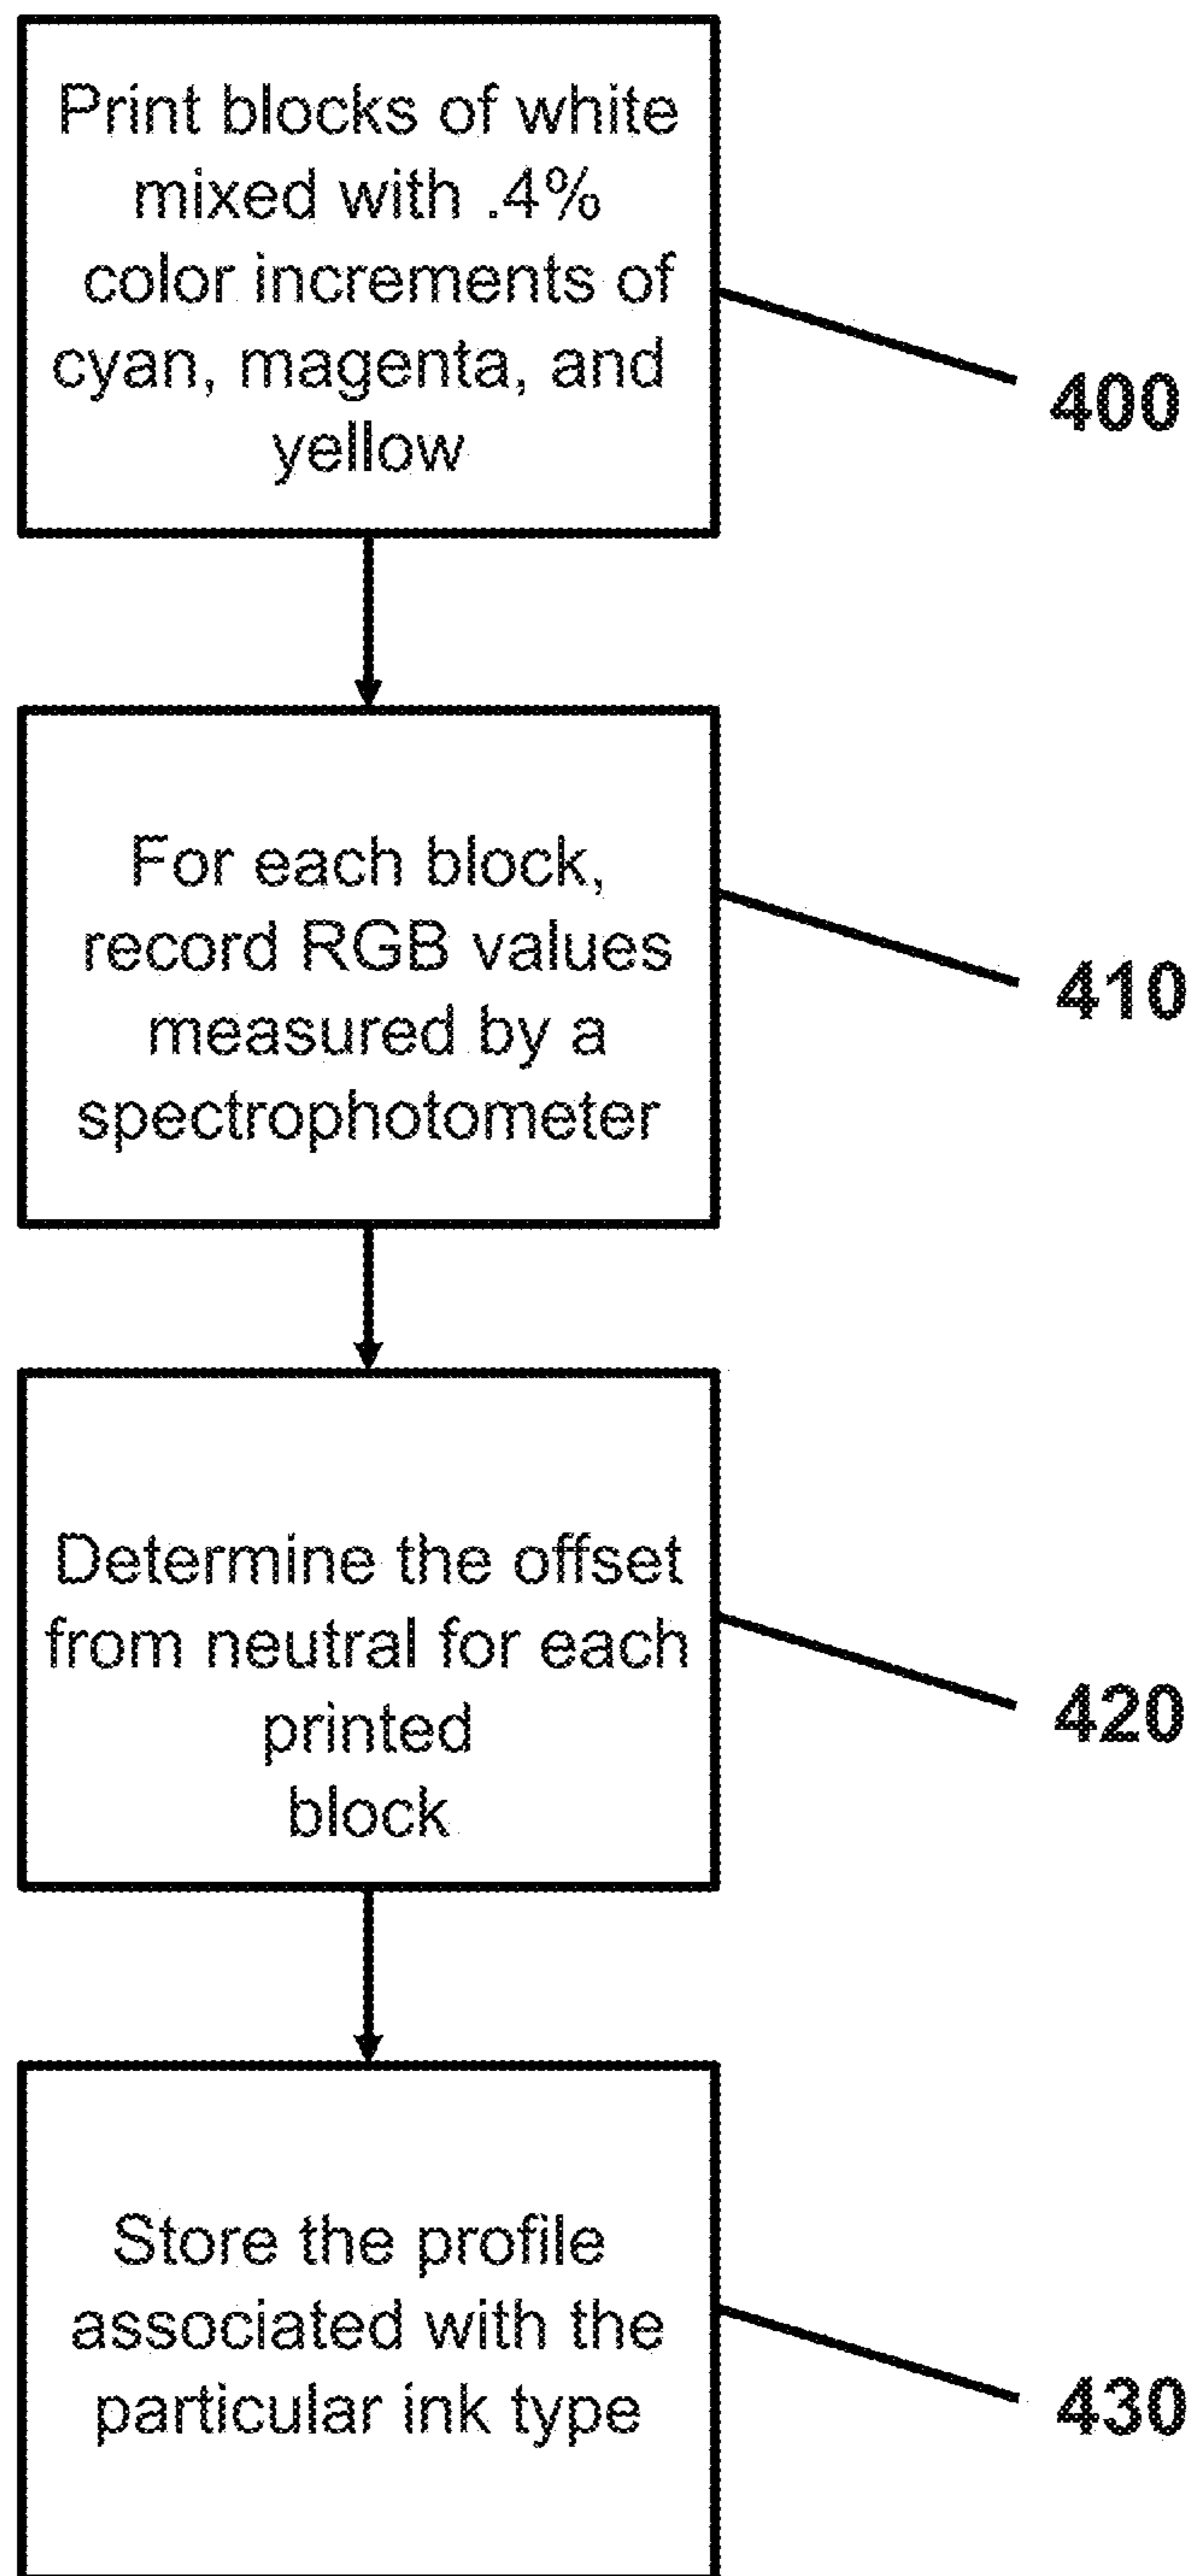 Print blocks of white
mixed with .4%
color increments of
cyan, magenta, and
yellow
400
For each block,
record RGB values
measured by a
spectrophotometer
410
Determine the offset
from neutral for each
printed
block
420
Store the profile
associated with the
particular ink type
430